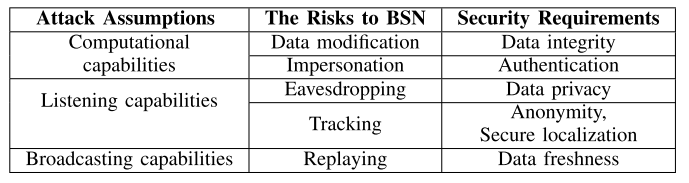 Attack Assumptions The Risks to BSN Security Requirements
Computational capabilities Data modification Data integrity
Impersonation Authentication
Listening capabilities Eavesdropping Data privacy
Tracking Anonymity,
Secure localization
Broadcasting capabilities Replaying Data freshness